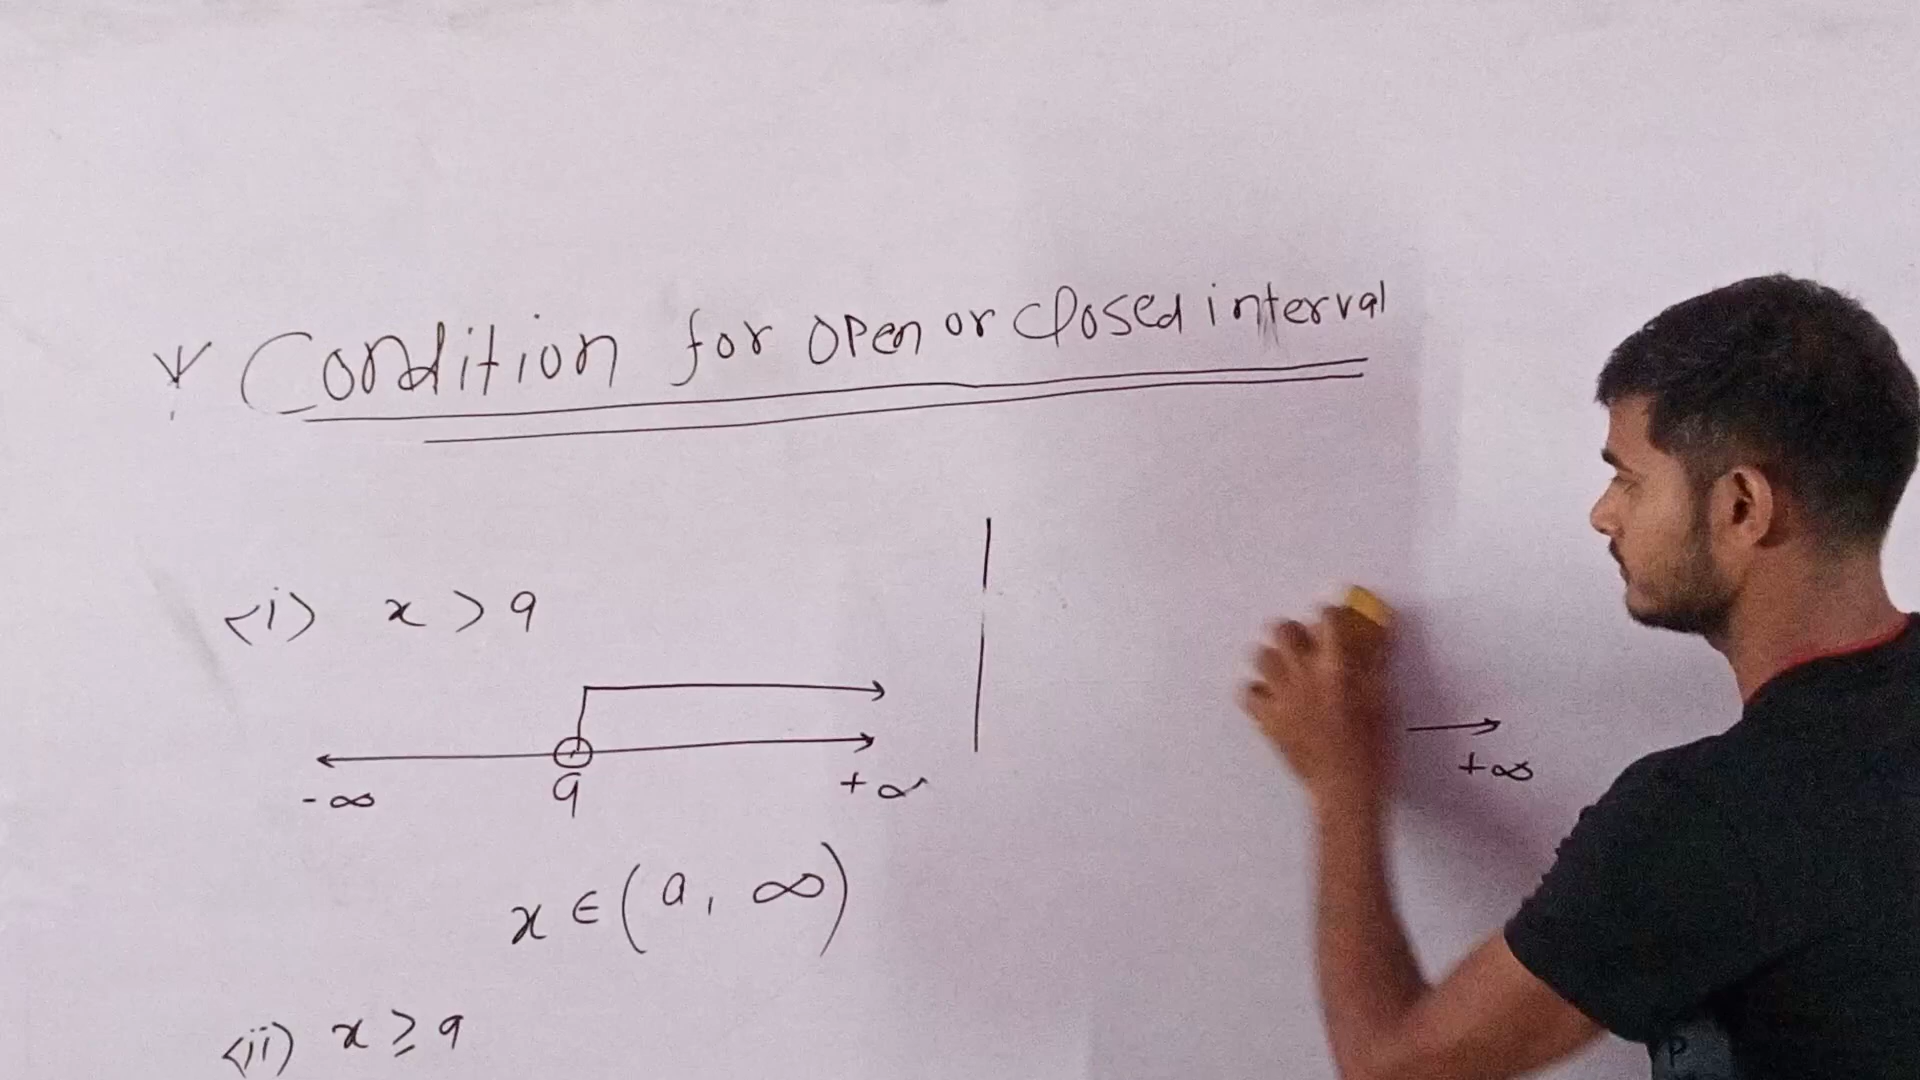 Condition for open or closed interval
(i) x > a
-∞ a +∞
+∞
x ∈ (a, ∞)
(ii) x ≥ a
P